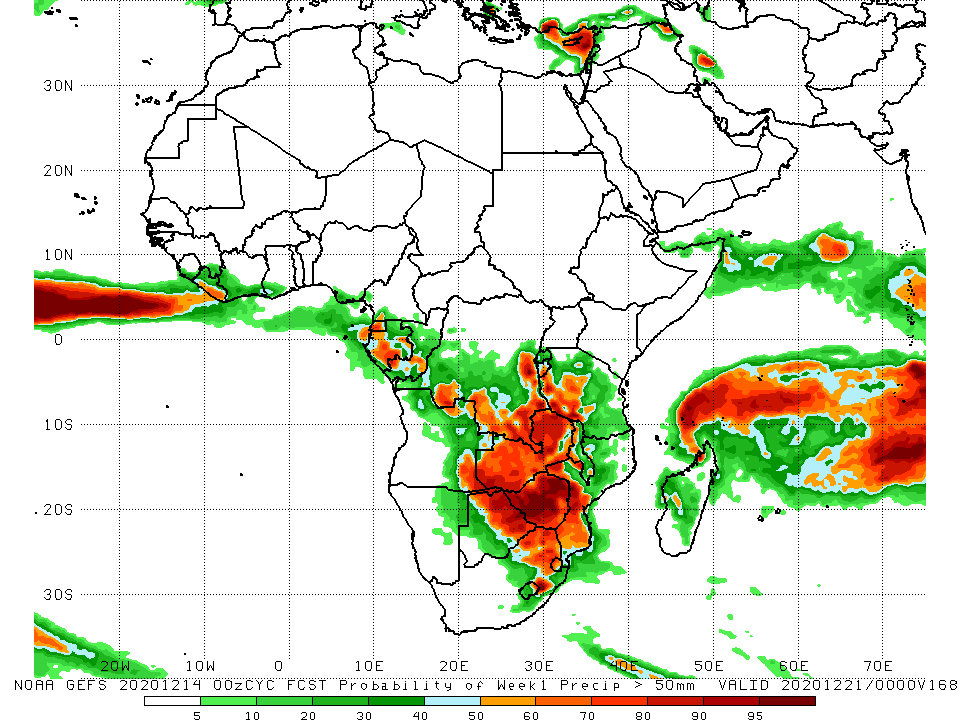 30N
20N
10N
0
10S
20S
30S
20W 10W 0 10E 20E 30E 40E 50E 60E 70E
NOAA GEFS 20201214 00zCYC FCST Probability of Week1 Precip > 50mm VALID 20201221/0000V168
5 10 20 30 40 50 60 70 80 90 95